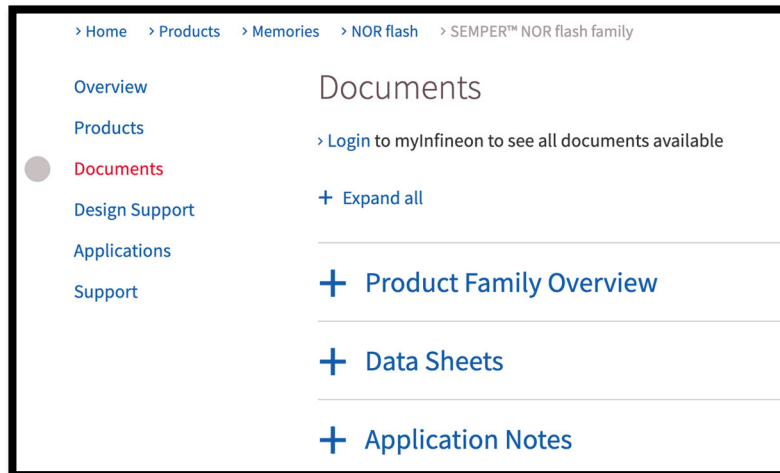 > Home > Products > Memories > NOR flash > SEMPER™ NOR flash family
Overview
Products
Documents
Design Support
Applications
Support
Documents
> Login to myInfineon to see all documents available
+ Expand all
+ Product Family Overview
+ Data Sheets
+ Application Notes